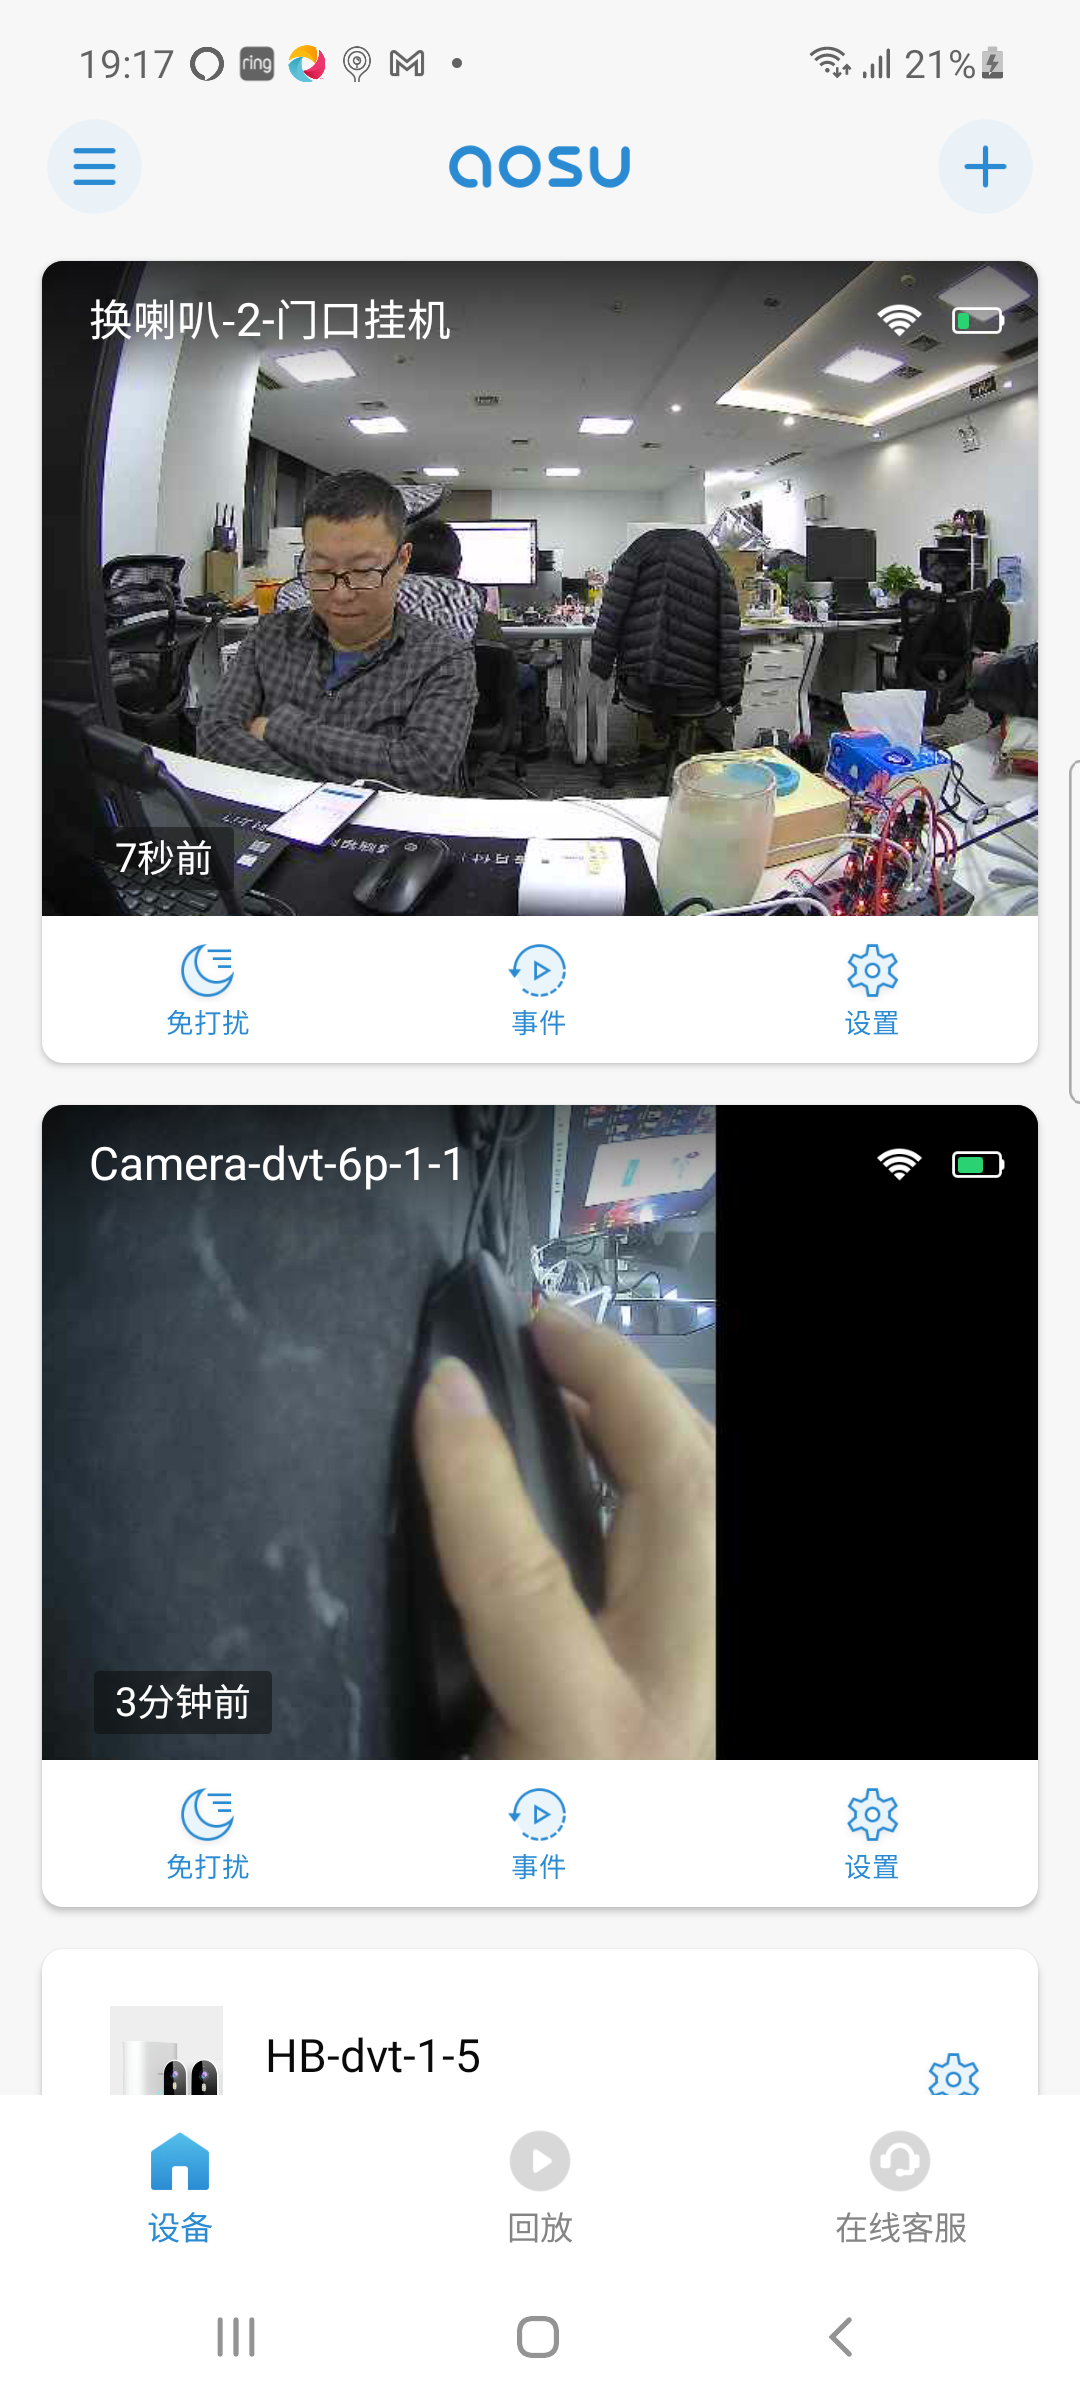 19:17
ring
21%
aosu
换喇叭-2-门口挂机
7秒前
免打扰
事件
设置
Camera-dvt-6p-1-1
3分钟前
免打扰
事件
设置
HB-dvt-1-5
设备
回放
在线客服